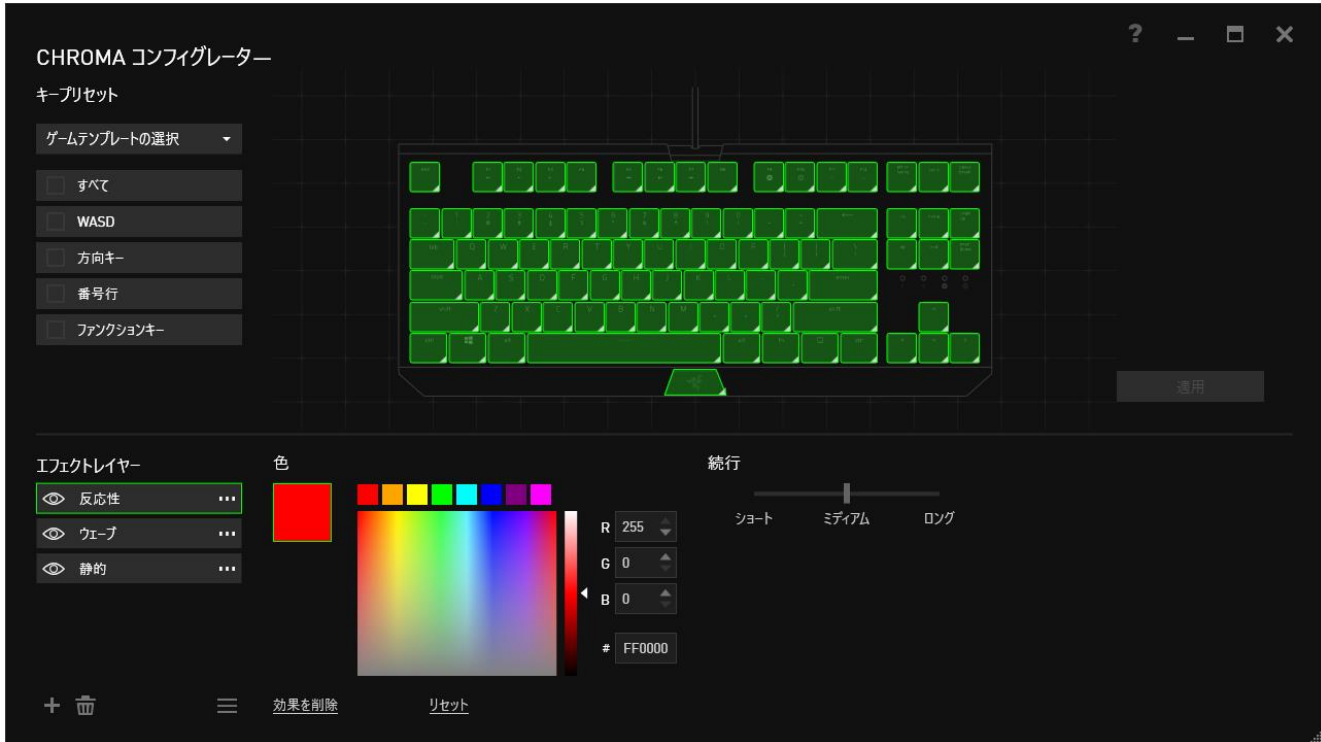 ?
CHROMA コンフィグレーター
キープリセット
ゲームテンプレートの選択
すべて
WASD
方向キー
番号行
ファンクションキー
適用
エフェクトレイヤー
反応性
ウェーブ
静的
色
R 255
G 0
B 0
# FF0000
続行
ショート ミディアム ロング
効果を削除 リセット